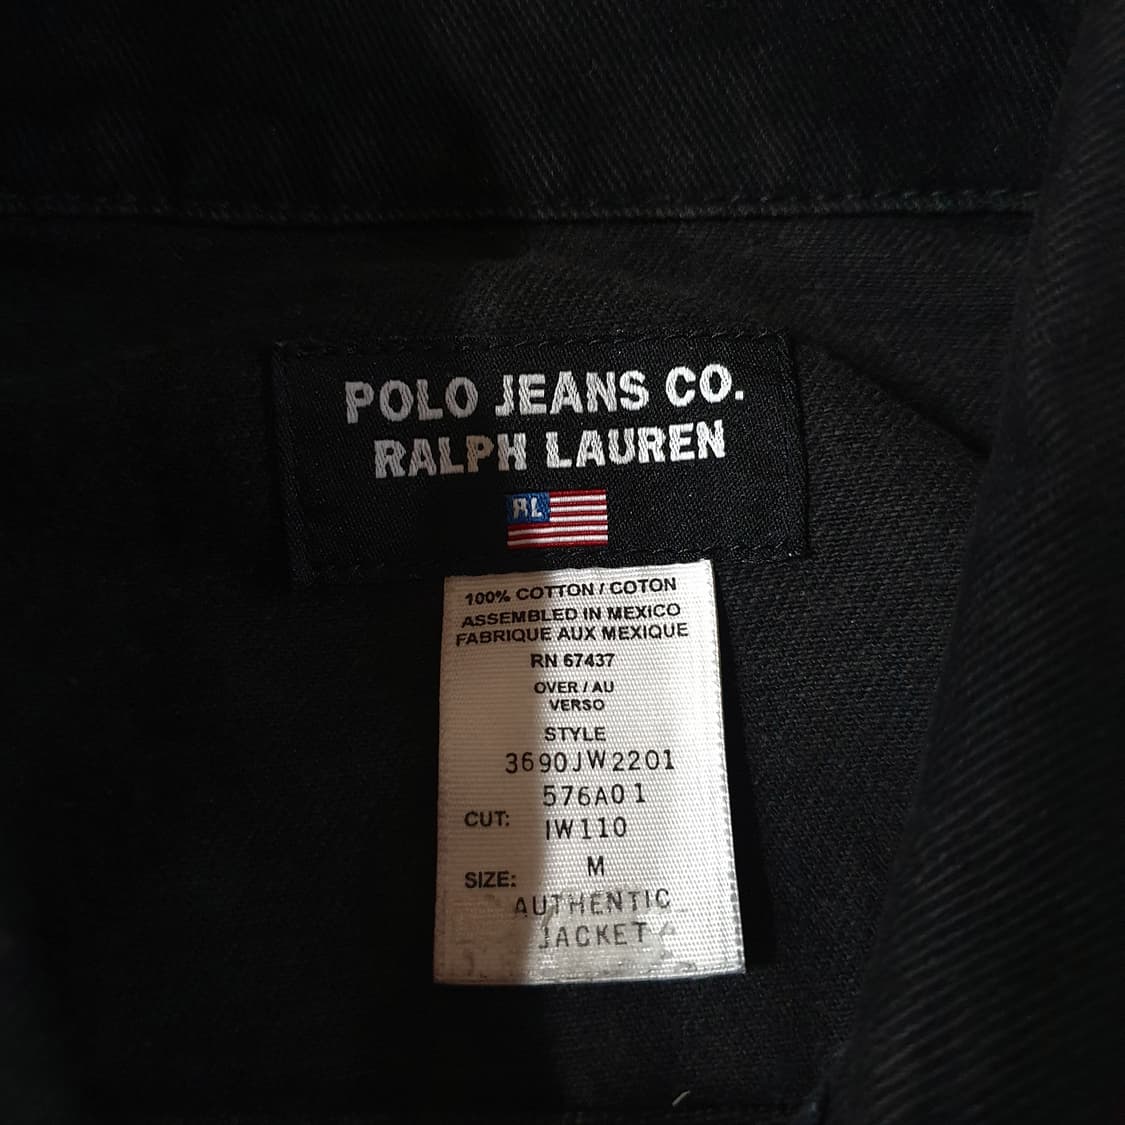 POLO JEANS CO.
RALPH LAUREN
RL
100% COTTON / COTON
ASSEMBLED IN MEXICO
FABRIQUE AUX MEXIQUE
RN 67437
OVER / AU
VERSO
STYLE
3690JW2201
576A01
CUT: IW110
SIZE: M
AUTHENTIC
JACKET